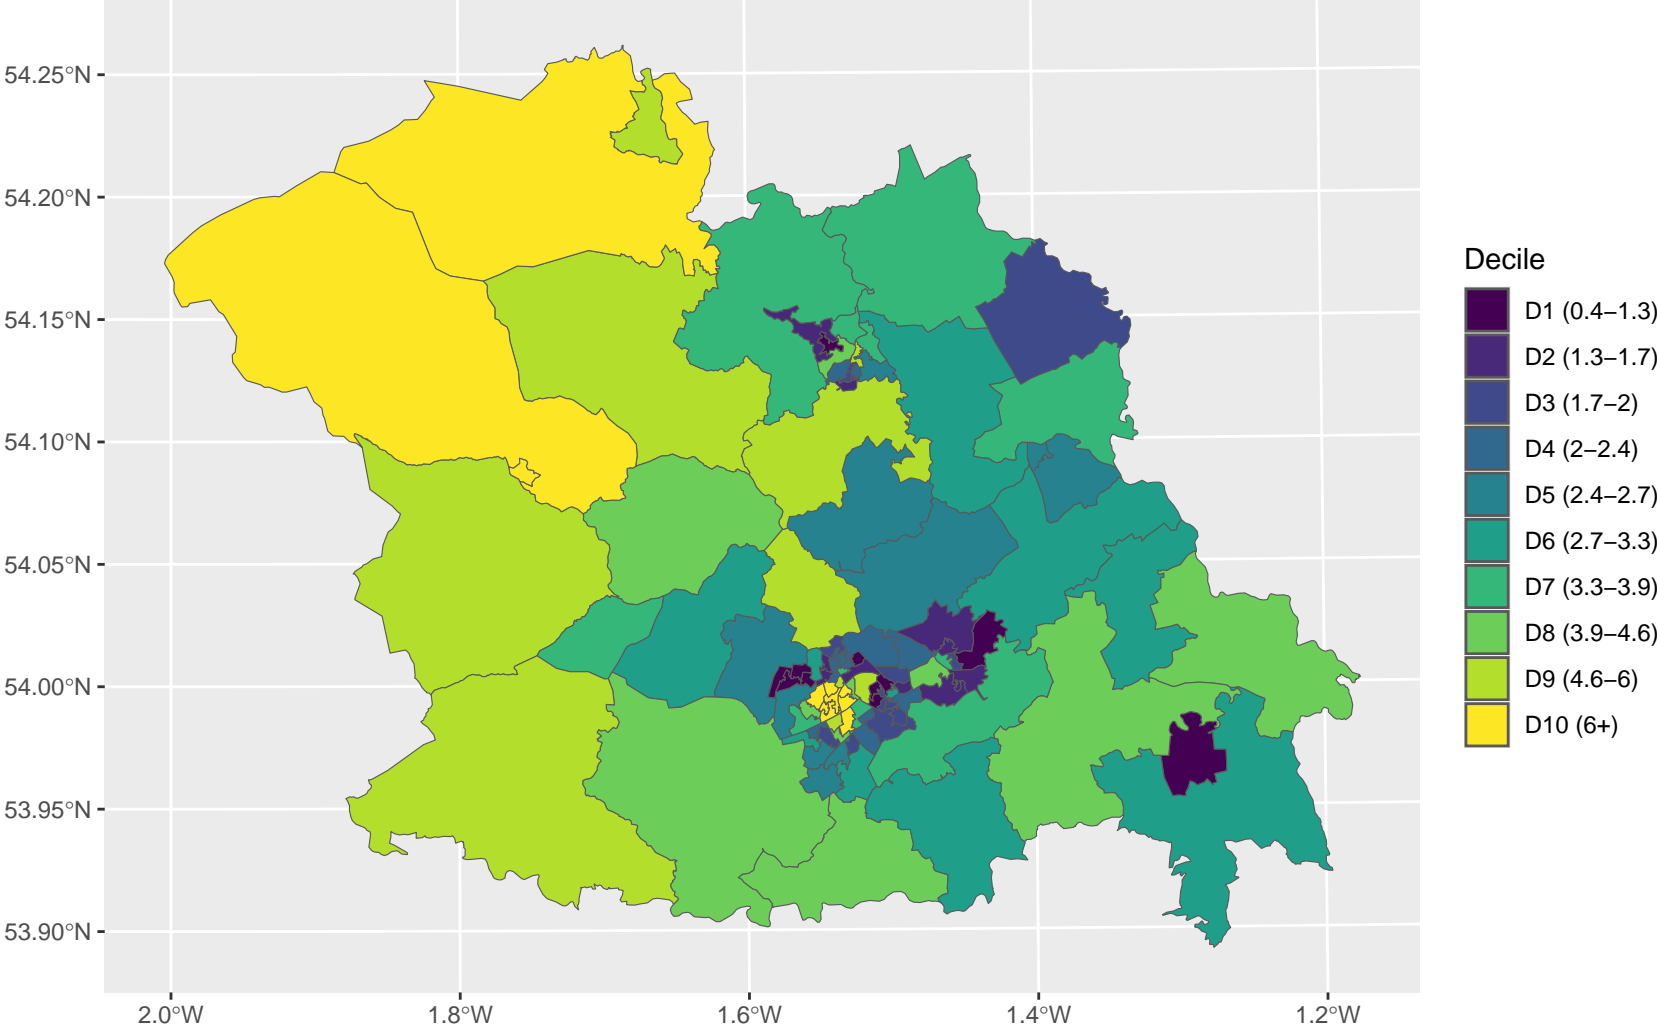 54.25°N
54.20°N
54.15°N
54.10°N
54.05°N
54.00°N
53.95°N
53.90°N
2.0°W 1.8°W 1.6°W 1.4°W 1.2°W
Decile
D1 (0.4–1.3)
D2 (1.3–1.7)
D3 (1.7–2)
D4 (2–2.4)
D5 (2.4–2.7)
D6 (2.7–3.3)
D7 (3.3–3.9)
D8 (3.9–4.6)
D9 (4.6–6)
D10 (6+)